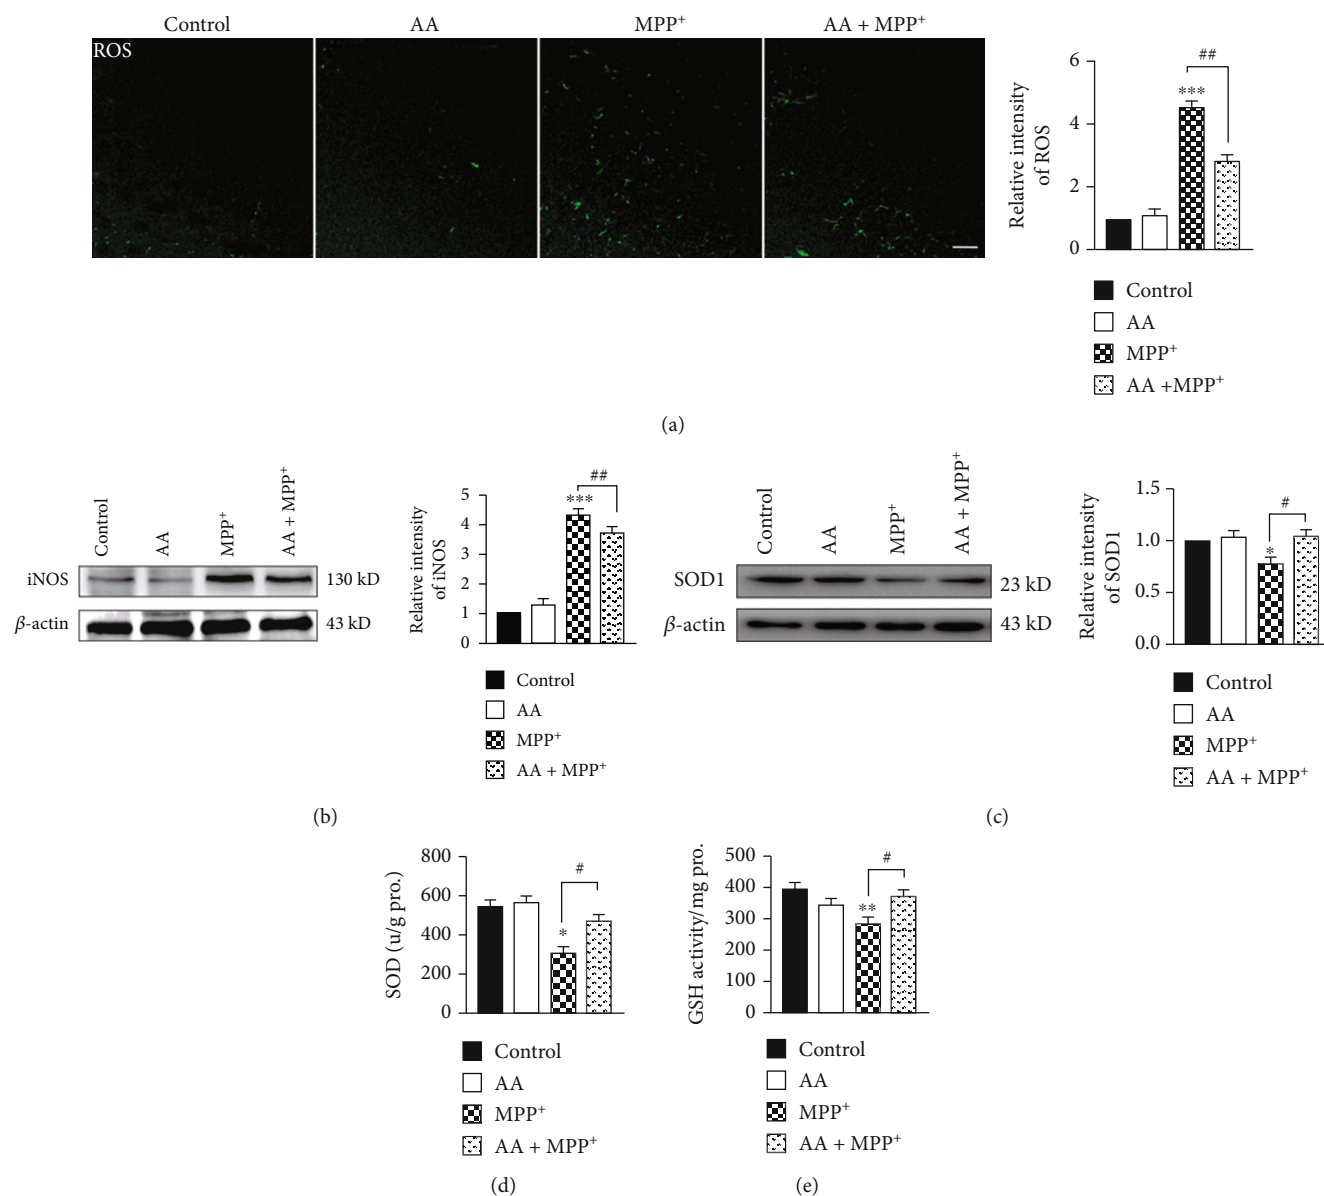 Control AA MPP⁺ AA + MPP⁺
ROS
Relative intensity
of ROS
6
4
2
0
***
##
Control
AA
MPP⁺
AA +MPP⁺
(a)
Control
AA
MPP⁺
AA + MPP⁺
iNOS 130 kD
β-actin 43 kD
Relative intensity
of iNOS
5
4
3
2
1
0
***
##
Control
AA
MPP⁺
AA + MPP⁺
(b)
Control
AA
MPP⁺
AA + MPP⁺
SOD1 23 kD
β-actin 43 kD
Relative intensity
of SOD1
1.5
1.0
0.5
0.0
*
#
Control
AA
MPP⁺
AA + MPP⁺
(c)
SOD (u/g pro.)
800
600
400
200
0
*
#
Control
AA
MPP⁺
AA + MPP⁺
(d)
GSH activity/mg pro.
500
400
300
200
100
0
**
#
Control
AA
MPP⁺
AA + MPP⁺
(e)